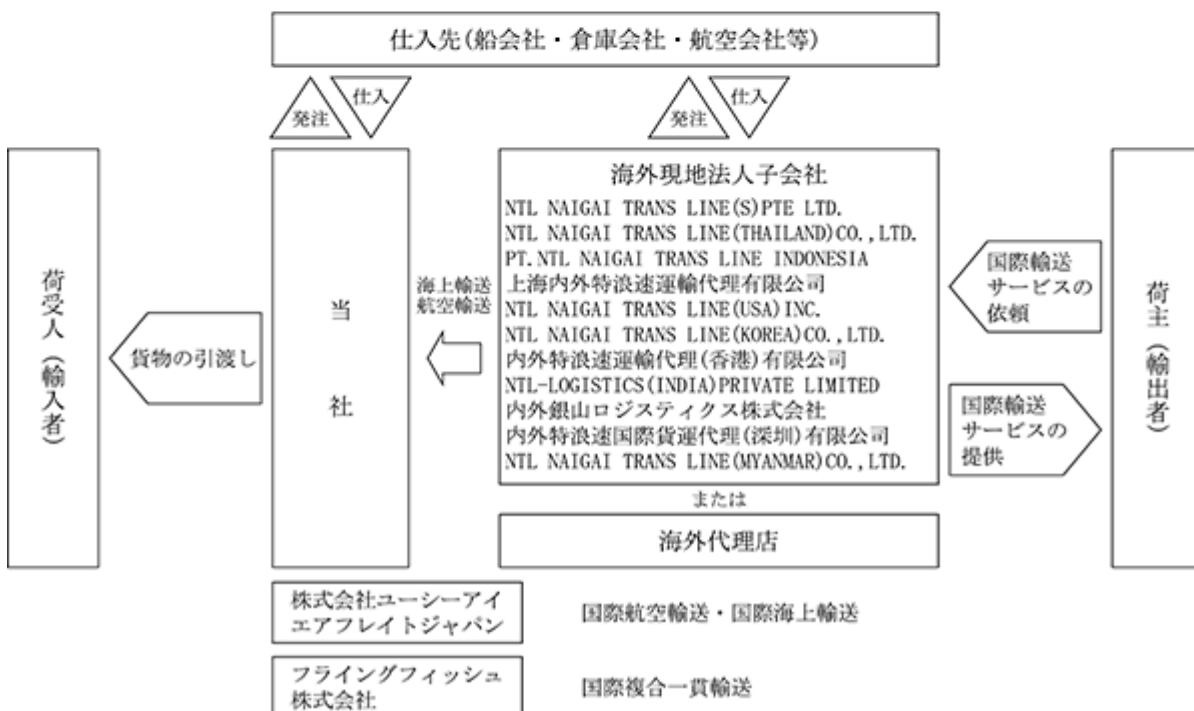 仕入先(船会社・倉庫会社・航空会社等)
発注
仕入
発注
仕入
荷受人(輸入者)
貨物の引渡し
当社
海上輸送
航空輸送
海外現地法人子会社
NTL NAIGAI TRANS LINE(S)PTE LTD.
NTL NAIGAI TRANS LINE(THAILAND)CO.,LTD.
PT.NTL NAIGAI TRANS LINE INDONESIA
上海内外特浪速運輸代理有限公司
NTL NAIGAI TRANS LINE(USA)INC.
NTL NAIGAI TRANS LINE(KOREA)CO.,LTD.
内外特浪速運輸代理(香港)有限公司
NTL-LOGISTICS(INDIA)PRIVATE LIMITED
内外銀山ロジスティクス株式会社
内外特浪速国際貨運代理(深圳)有限公司
NTL NAIGAI TRANS LINE(MYANMAR)CO.,LTD.
または
海外代理店
国際輸送
サービスの
依頼
国際輸送
サービスの
提供
荷主(輸出者)
株式会社ユーシーアイ
エアフレイトジャパン
国際航空輸送・国際海上輸送
フライングフィッシュ
株式会社
国際複合一貫輸送